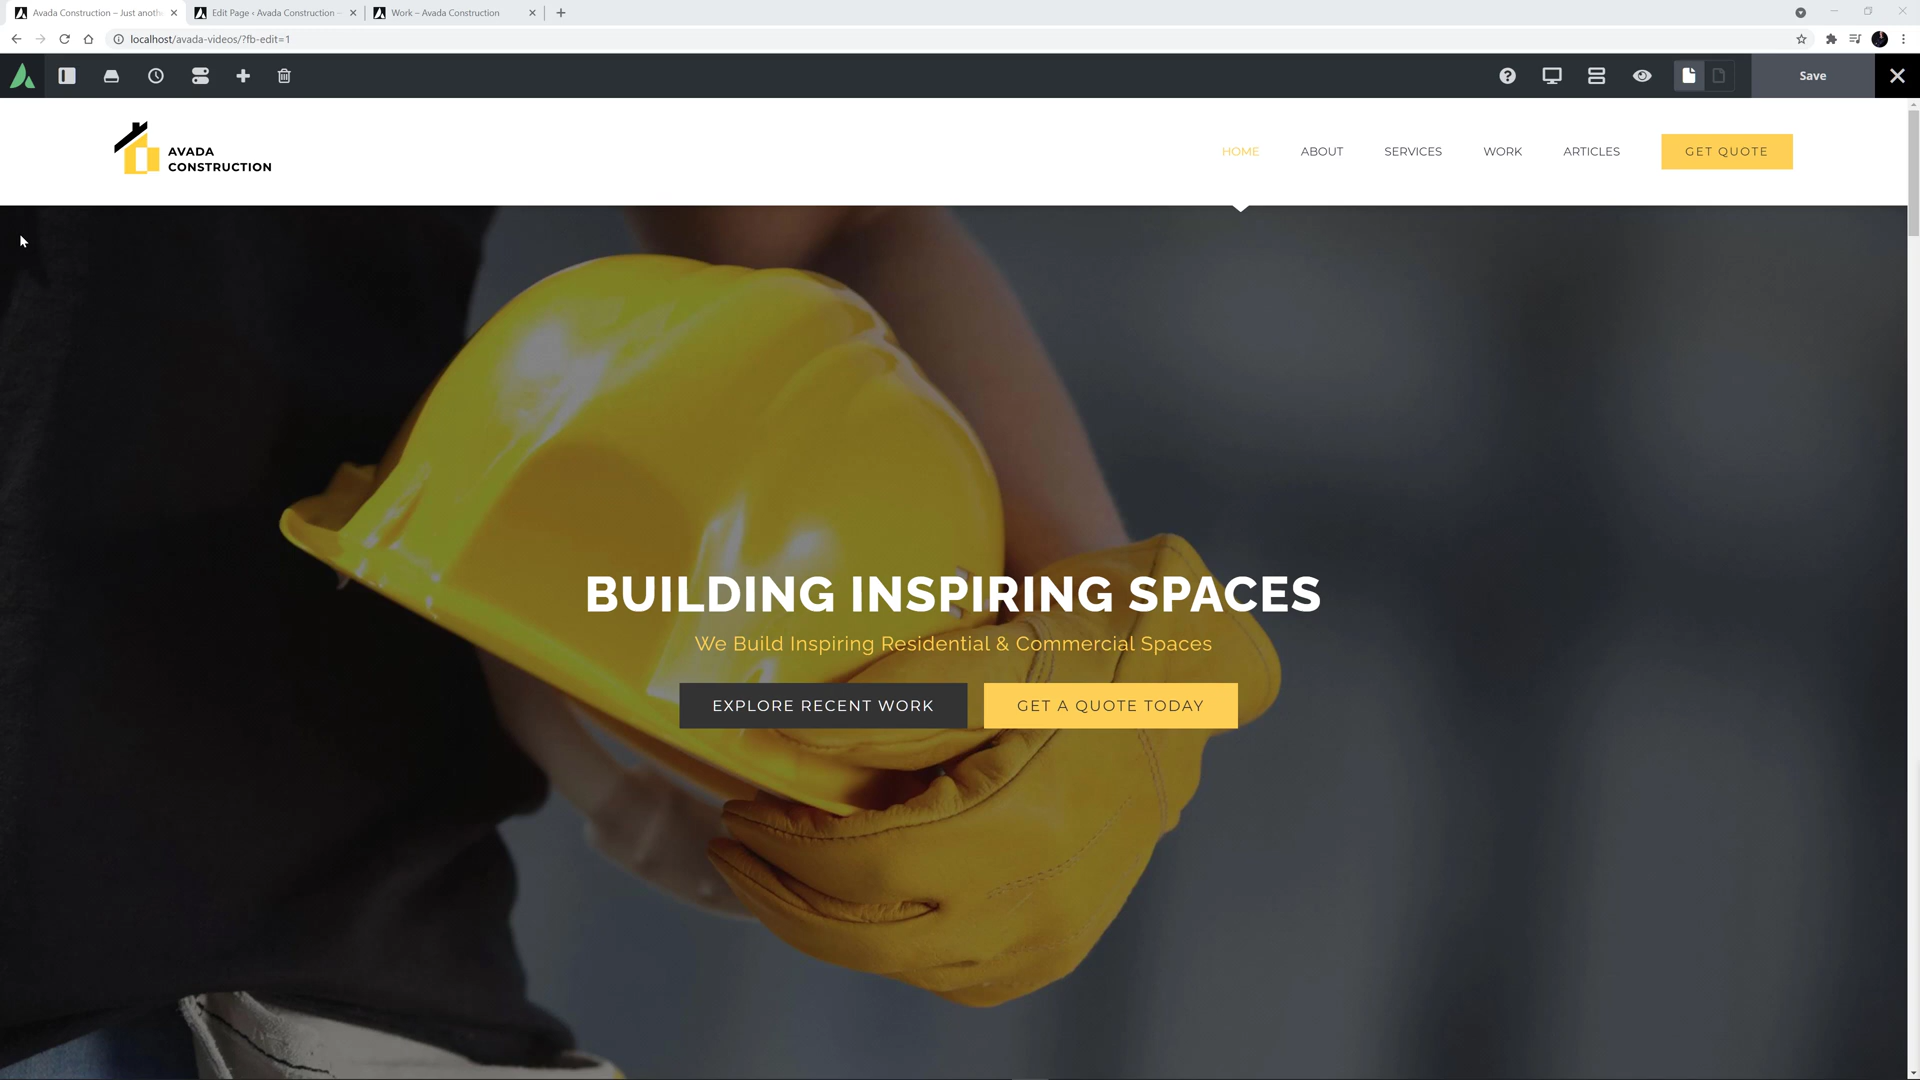 Avada Construction – Just anoth
Edit Page ‹ Avada Construction –
Work – Avada Construction
localhost/avada-videos/?fb-edit=1
Save
AVADA
CONSTRUCTION
HOME
ABOUT
SERVICES
WORK
ARTICLES
GET QUOTE
BUILDING INSPIRING SPACES
We Build Inspiring Residential & Commercial Spaces
EXPLORE RECENT WORK
GET A QUOTE TODAY